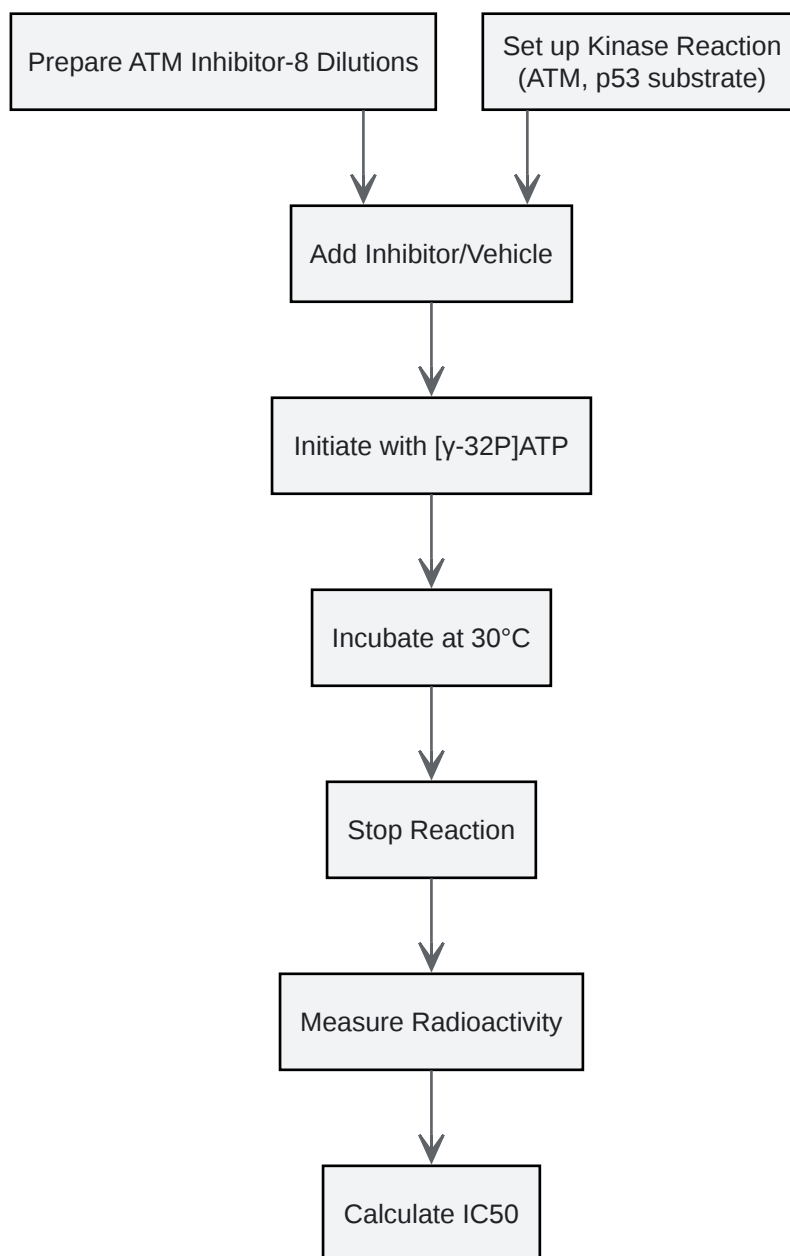 Prepare ATM Inhibitor-8 Dilutions
Set up Kinase Reaction
(ATM, p53 substrate)
Add Inhibitor/Vehicle
Initiate with [γ-32P]ATP
Incubate at 30°C
Stop Reaction
Measure Radioactivity
Calculate IC50